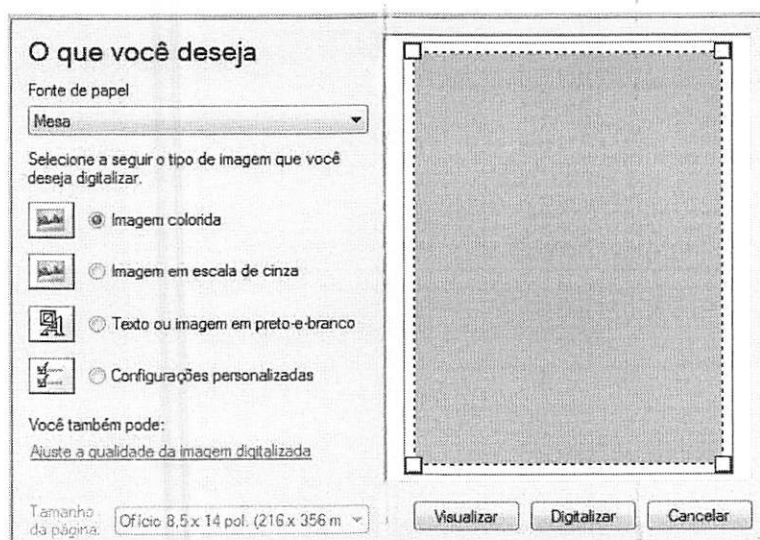 O que você deseja
Fonte de papel
Mesa
Selecione a seguir o tipo de imagem que você
deseja digitalizar.
Imagem colorida
Imagem em escala de cinza
Texto ou imagem em preto-e-branco
Configurações personalizadas
Você também pode:
Ajuste a qualidade da imagem digitalizada
Tamanho
da página:
Ofício 8,5 x 14 pol. (216 x 356 m
Visualizar
Digitalizar
Cancelar